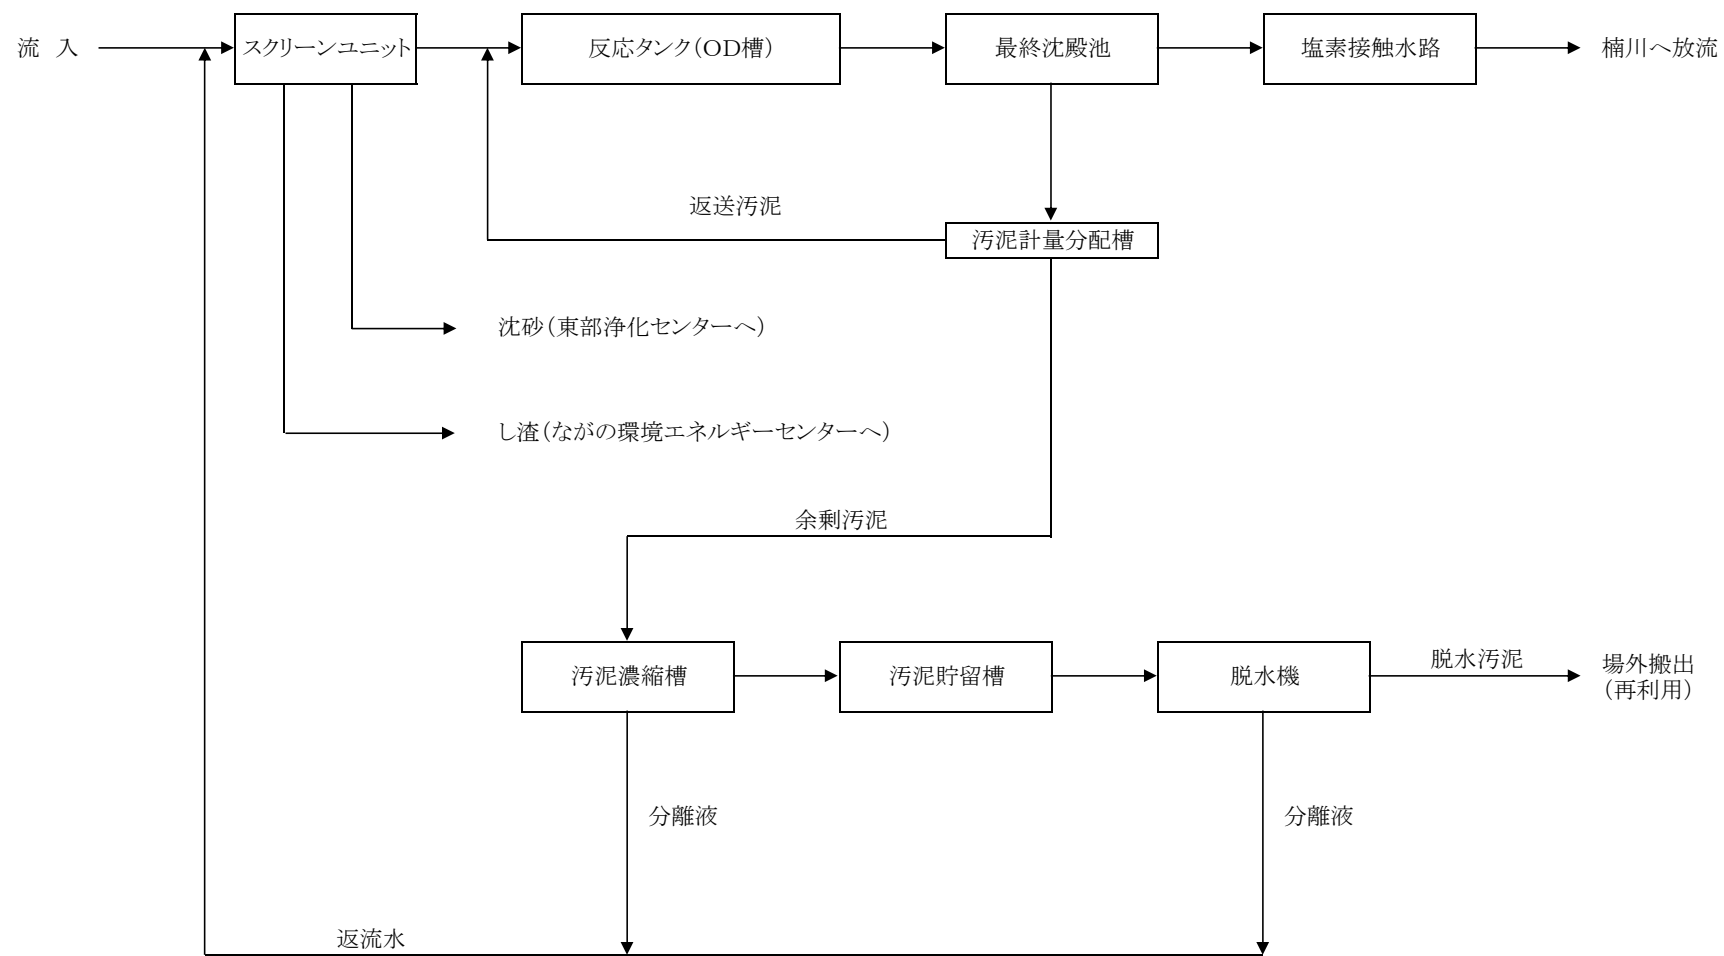 流 入
スクリーンユニット
反応タンク(OD槽)
最終沈殿池
塩素接触水路
楠川へ放流
返送汚泥
汚泥計量分配槽
沈砂(東部浄化センターへ)
し渣(ながの環境エネルギーセンターへ)
余剰汚泥
汚泥濃縮槽
汚泥貯留槽
脱水機
脱水汚泥
場外搬出
(再利用)
分離液
分離液
返流水